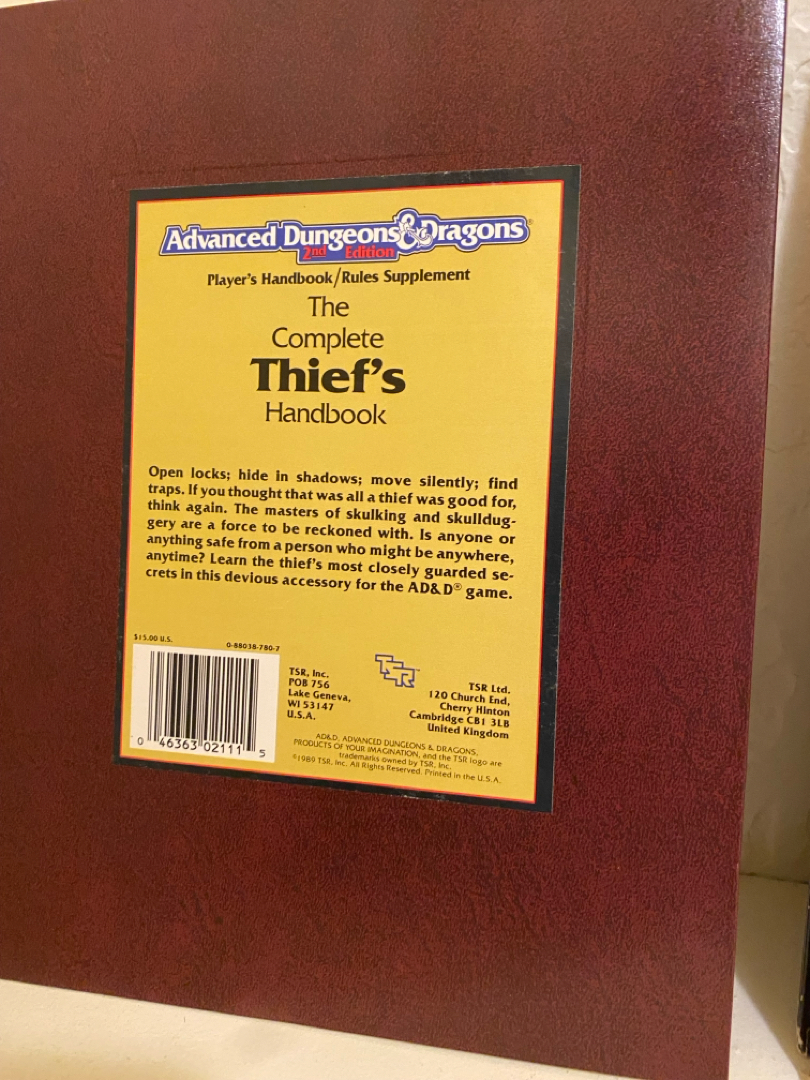 Advanced Dungeons & Dragons®
2nd Edition
Player's Handbook/Rules Supplement
The
Complete
Thief's
Handbook
Open locks; hide in shadows; move silently; find
traps. If you thought that was all a thief was good for,
think again. The masters of skulking and skulldug-
gery are a force to be reckoned with. Is anyone or
anything safe from a person who might be anywhere,
anytime? Learn the thief's most closely guarded se-
crets in this devious accessory for the AD&D® game.
$15.00 U.S.
0-88038-780-7
0 46363 02111 5
TSR, Inc.
POB 756
Lake Geneva,
WI 53147
U.S.A.
TSR™
TSR Ltd.
120 Church End,
Cherry Hinton
Cambridge CB1 3LB
United Kingdom
AD&D, ADVANCED DUNGEONS & DRAGONS,
PRODUCTS OF YOUR IMAGINATION, and the TSR logo are
trademarks owned by TSR, Inc.
©1989 TSR, Inc. All Rights Reserved. Printed in the U.S.A.